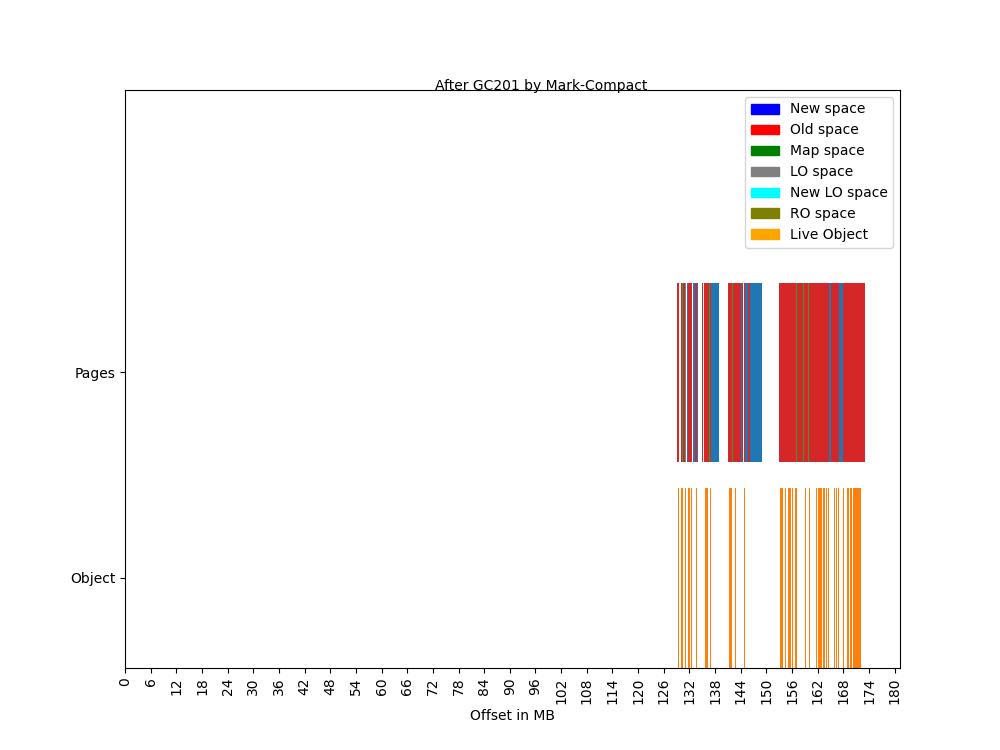 After GC201 by Mark-Compact
New space
Old space
Map space
LO space
New LO space
RO space
Live Object
Pages
Object
0 6 12 18 24 30 36 42 48 54 60 66 72 78 84 90 96 102 108 114 120 126 132 138 144 150 156 162 168 174 180
Offset in MB